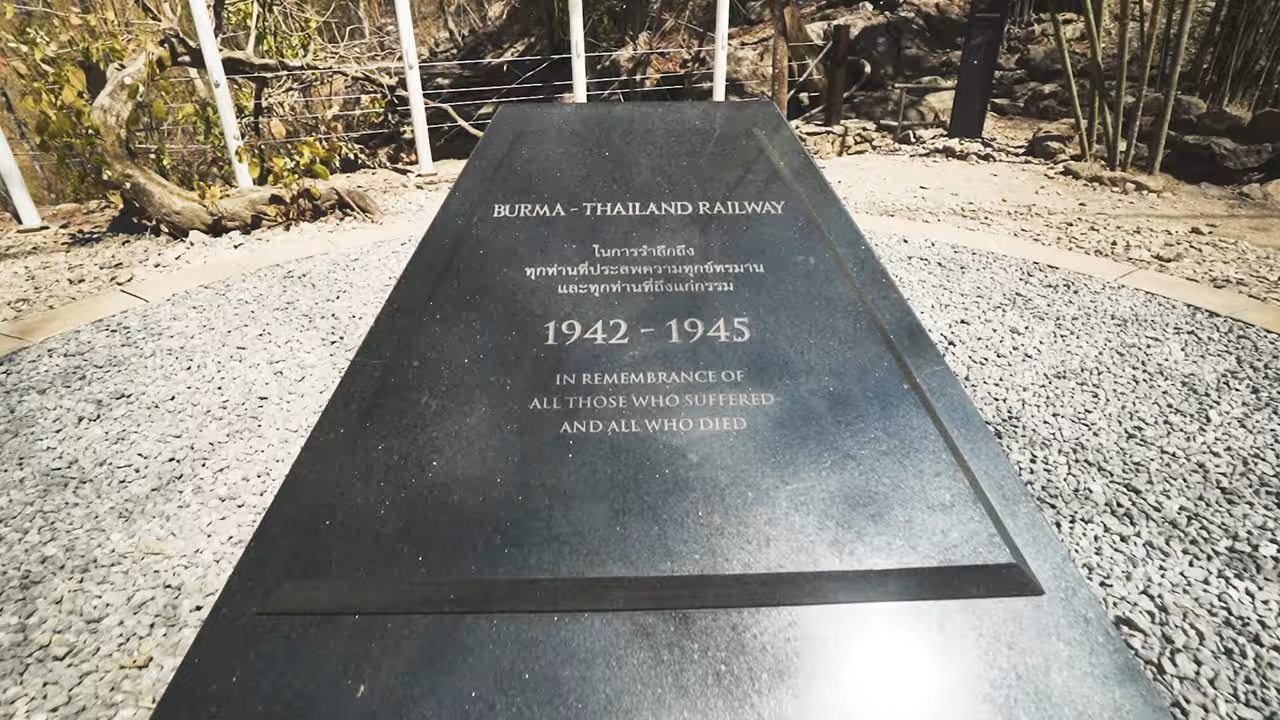 BURMA - THAILAND RAILWAY
ในการรำลึกถึง
ทุกท่านที่ประสพความทุกข์ทรมาน
และทุกท่านที่ถึงแก่กรรม
1942 - 1945
IN REMEMBRANCE OF
ALL THOSE WHO SUFFERED
AND ALL WHO DIED